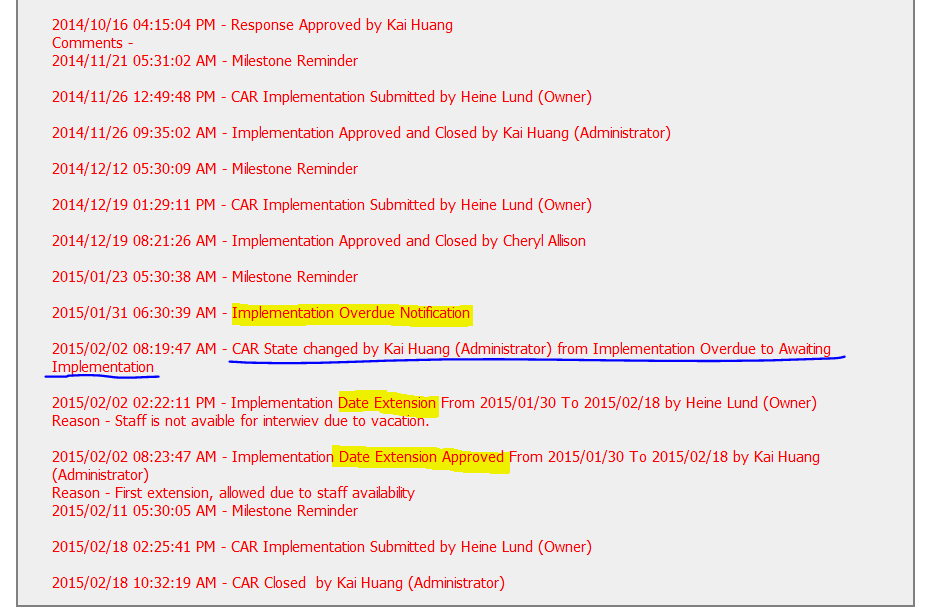 2014/10/16 04:15:04 PM - Response Approved by Kai Huang
Comments -
2014/11/21 05:31:02 AM - Milestone Reminder
2014/11/26 12:49:48 PM - CAR Implementation Submitted by Heine Lund (Owner)
2014/11/26 09:35:02 AM - Implementation Approved and Closed by Kai Huang (Administrator)
2014/12/12 05:30:09 AM - Milestone Reminder
2014/12/19 01:29:11 PM - CAR Implementation Submitted by Heine Lund (Owner)
2014/12/19 08:21:26 AM - Implementation Approved and Closed by Cheryl Allison
2015/01/23 05:30:38 AM - Milestone Reminder
2015/01/31 06:30:39 AM - Implementation Overdue Notification
2015/02/02 08:19:47 AM - CAR State changed by Kai Huang (Administrator) from Implementation Overdue to Awaiting
Implementation
2015/02/02 02:22:11 PM - Implementation Date Extension From 2015/01/30 To 2015/02/18 by Heine Lund (Owner)
Reason - Staff is not avaible for interwiev due to vacation.
2015/02/02 08:23:47 AM - Implementation Date Extension Approved From 2015/01/30 To 2015/02/18 by Kai Huang
(Administrator)
Reason - First extension, allowed due to staff availability
2015/02/11 05:30:05 AM - Milestone Reminder
2015/02/18 02:25:41 PM - CAR Implementation Submitted by Heine Lund (Owner)
2015/02/18 10:32:19 AM - CAR Closed  by Kai Huang (Administrator)